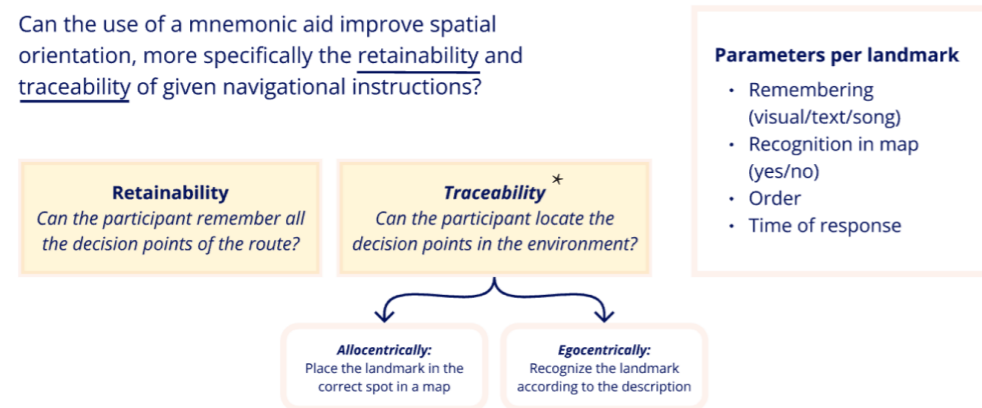 Can the use of a mnemonic aid improve spatial
orientation, more specifically the retainability and
traceability of given navigational instructions?
Parameters per landmark
• Remembering
(visual/text/song)
• Recognition in map
(yes/no)
• Order
• Time of response
Retainability
Can the participant remember all
the decision points of the route?
Traceability *
Can the participant locate the
decision points in the environment?
Allocentrically:
Place the landmark in the
correct spot in a map
Egocentrically:
Recognize the landmark
according to the description